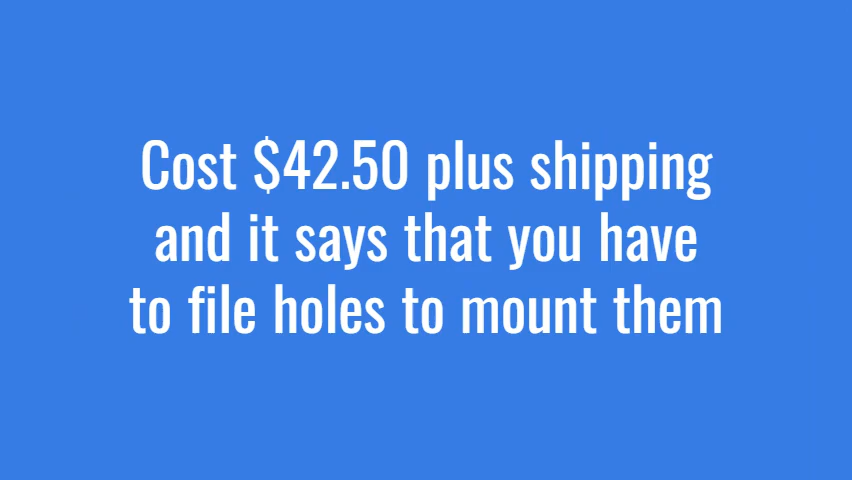 Cost $42.50 plus shipping
and it says that you have
to file holes to mount them